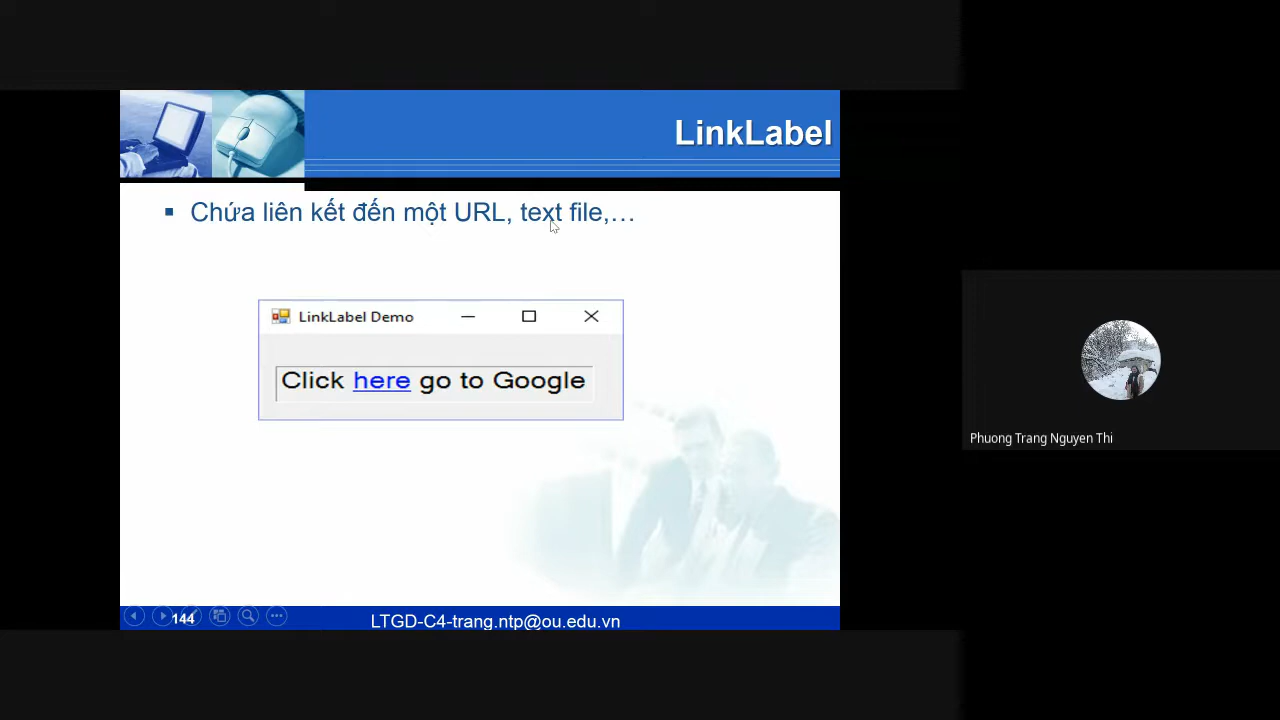 LinkLabel
▪ Chứa liên kết đến một URL, text file,…
LinkLabel Demo
Click here go to Google
Phuong Trang Nguyen Thi
144
LTGD-C4-trang.ntp@ou.edu.vn